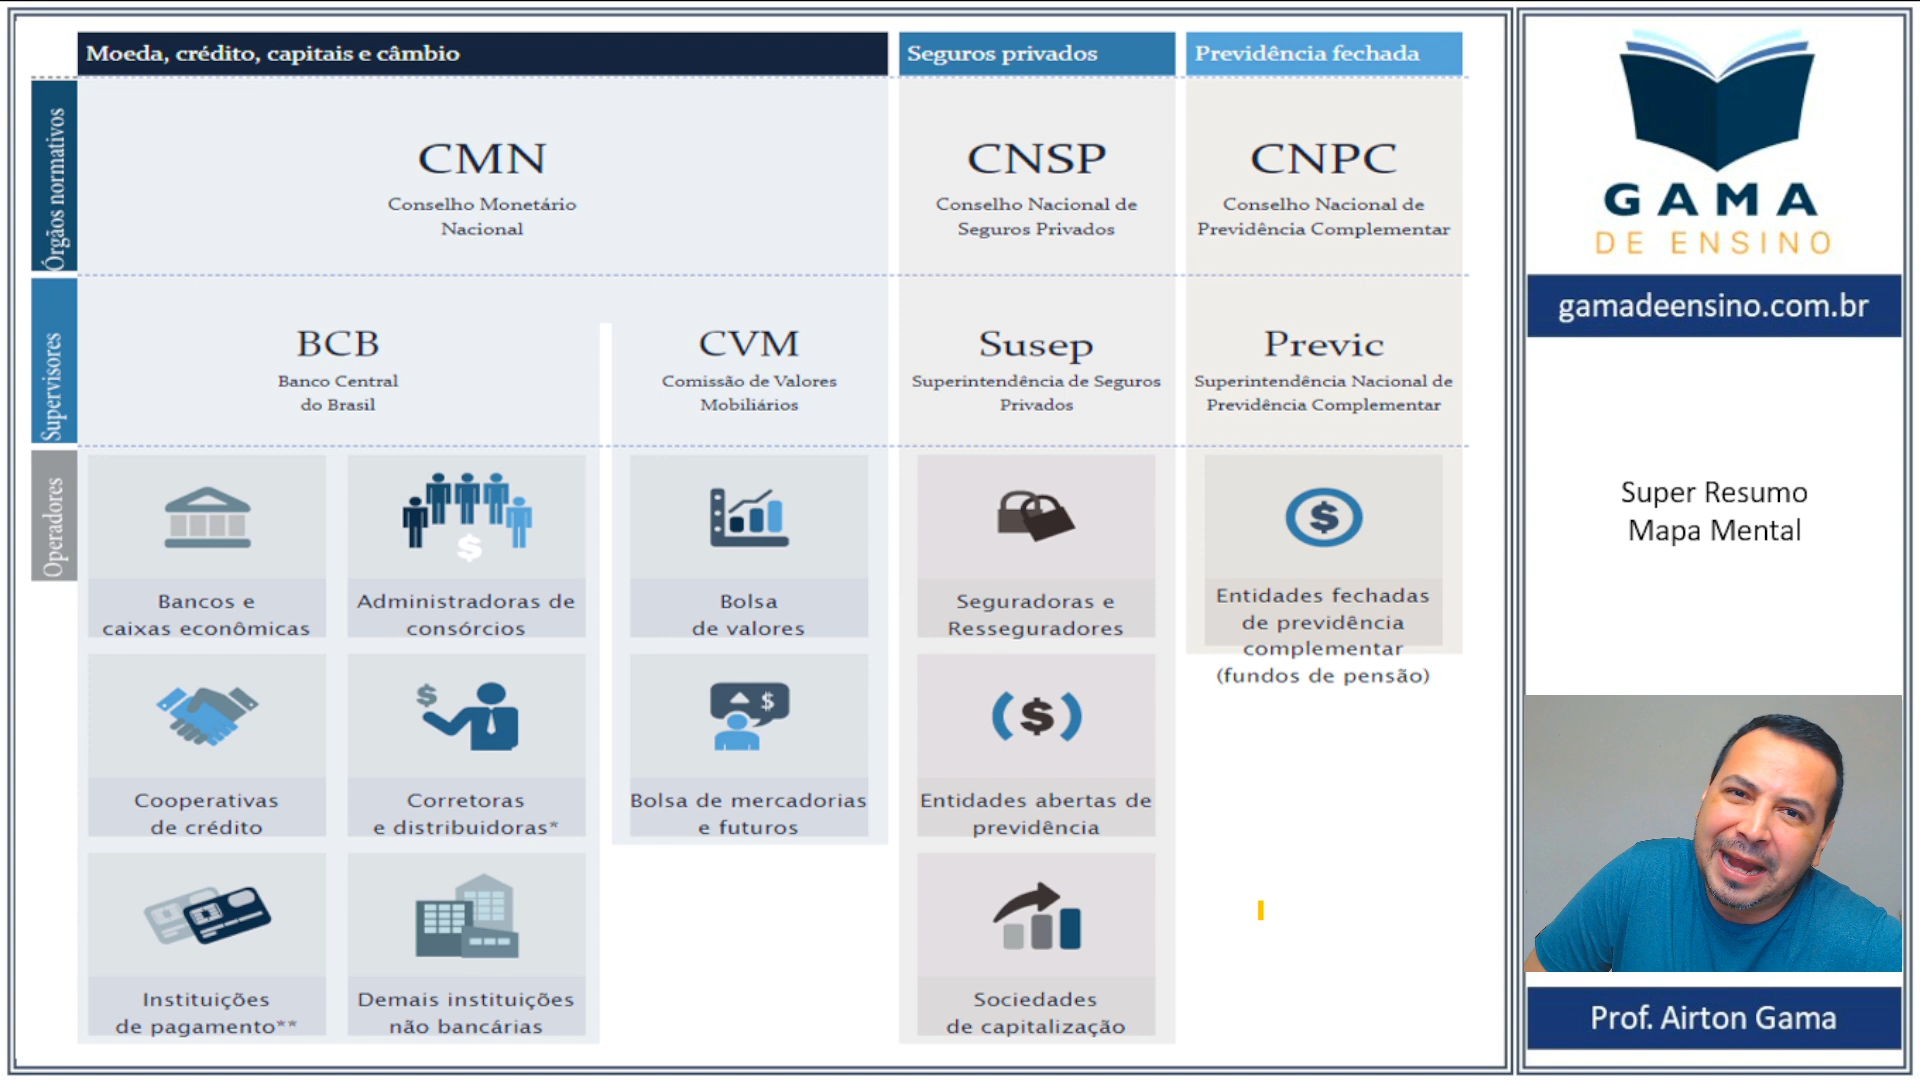 Moeda, crédito, capitais e câmbio
Seguros privados
Previdência fechada
Órgãos normativos
CMN
Conselho Monetário
Nacional
CNSP
Conselho Nacional de
Seguros Privados
CNPC
Conselho Nacional de
Previdência Complementar
Supervisores
BCB
Banco Central
do Brasil
CVM
Comissão de Valores
Mobiliários
Susep
Superintendência de Seguros
Privados
Previc
Superintendência Nacional de
Previdência Complementar
Operadores
Bancos e
caixas econômicas
Administradoras de
consórcios
Bolsa
de valores
Seguradoras e
Resseguradores
Entidades fechadas
de previdência
complementar
(fundos de pensão)
Cooperativas
de crédito
Corretoras
e distribuidoras*
Bolsa de mercadorias
e futuros
Entidades abertas de
previdência
Instituições
de pagamento**
Demais instituições
não bancárias
Sociedades
de capitalização
GAMA
DE ENSINO
gamadeensino.com.br
Super Resumo
Mapa Mental
Prof. Airton Gama